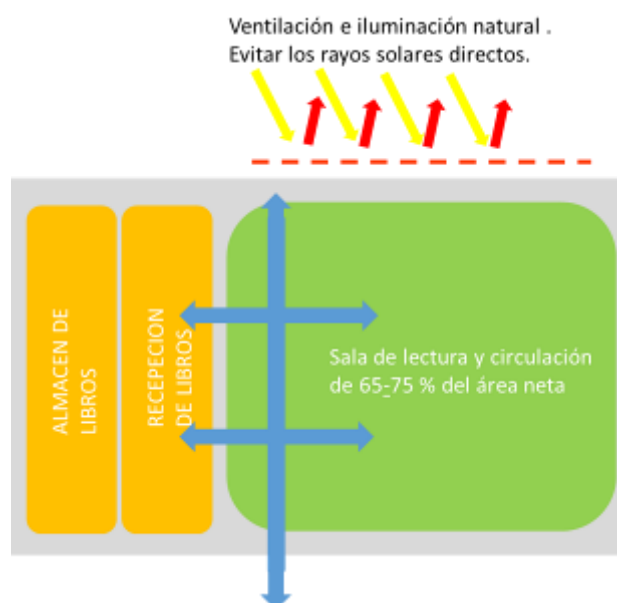 Ventilación e iluminación natural .
Evitar los rayos solares directos.
ALMACEN DE
LIBROS
RECEPECION
DE LIBROS
Sala de lectura y circulación
de 65-75 % del área neta